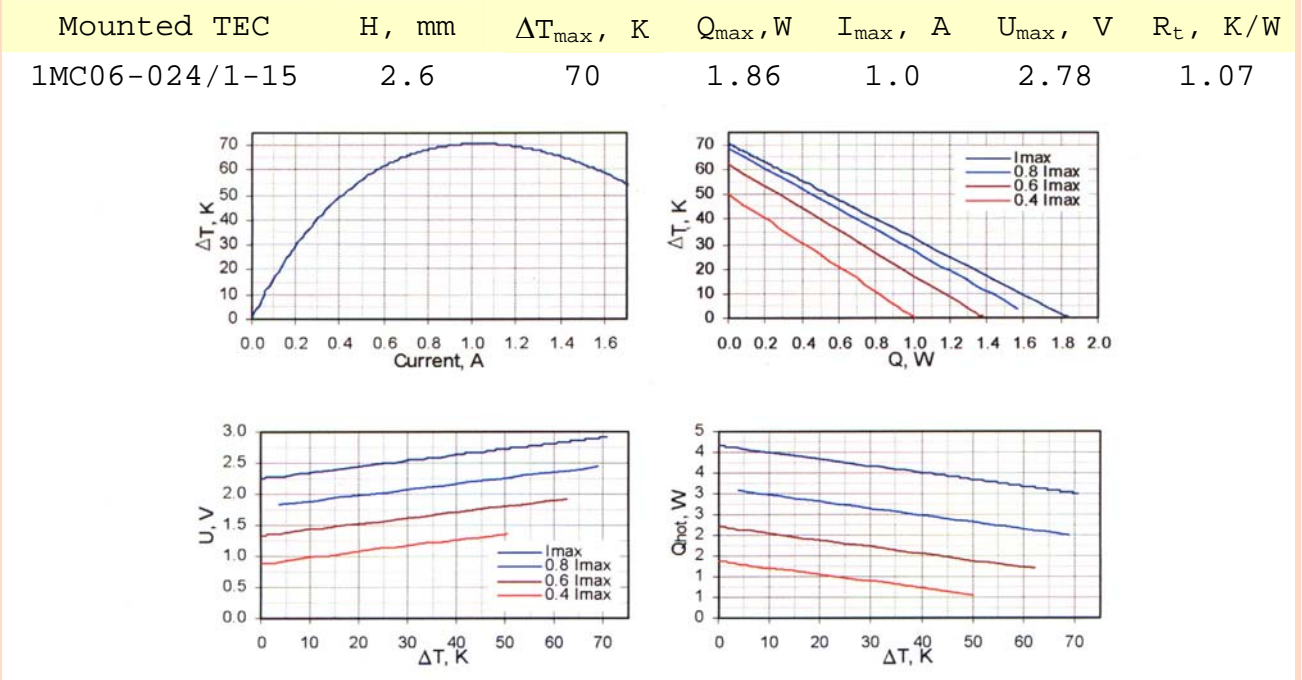 Mounted TEC H, mm ΔTmax, K Qmax,W Imax, A Umax, V Rt, K/W
1MC06-024/1-15 2.6 70 1.86 1.0 2.78 1.07
70
60
50
40
30
20
10
0
ΔT, K
0.0 0.2 0.4 0.6 0.8 1.0 1.2 1.4 1.6
Current, A
70
60
50
40
30
20
10
0
ΔT, K
Imax
0.8 Imax
0.6 Imax
0.4 Imax
0.0 0.2 0.4 0.6 0.8 1.0 1.2 1.4 1.6 1.8 2.0
Q, W
3.0
2.5
2.0
1.5
1.0
0.5
0.0
U, V
Imax
0.8 Imax
0.6 Imax
0.4 Imax
0 10 20 30 40 50 60 70
ΔT, K
5
4
4
3
3
2
2
1
1
0
Qhot, W
0 10 20 30 40 50 60 70
ΔT, K